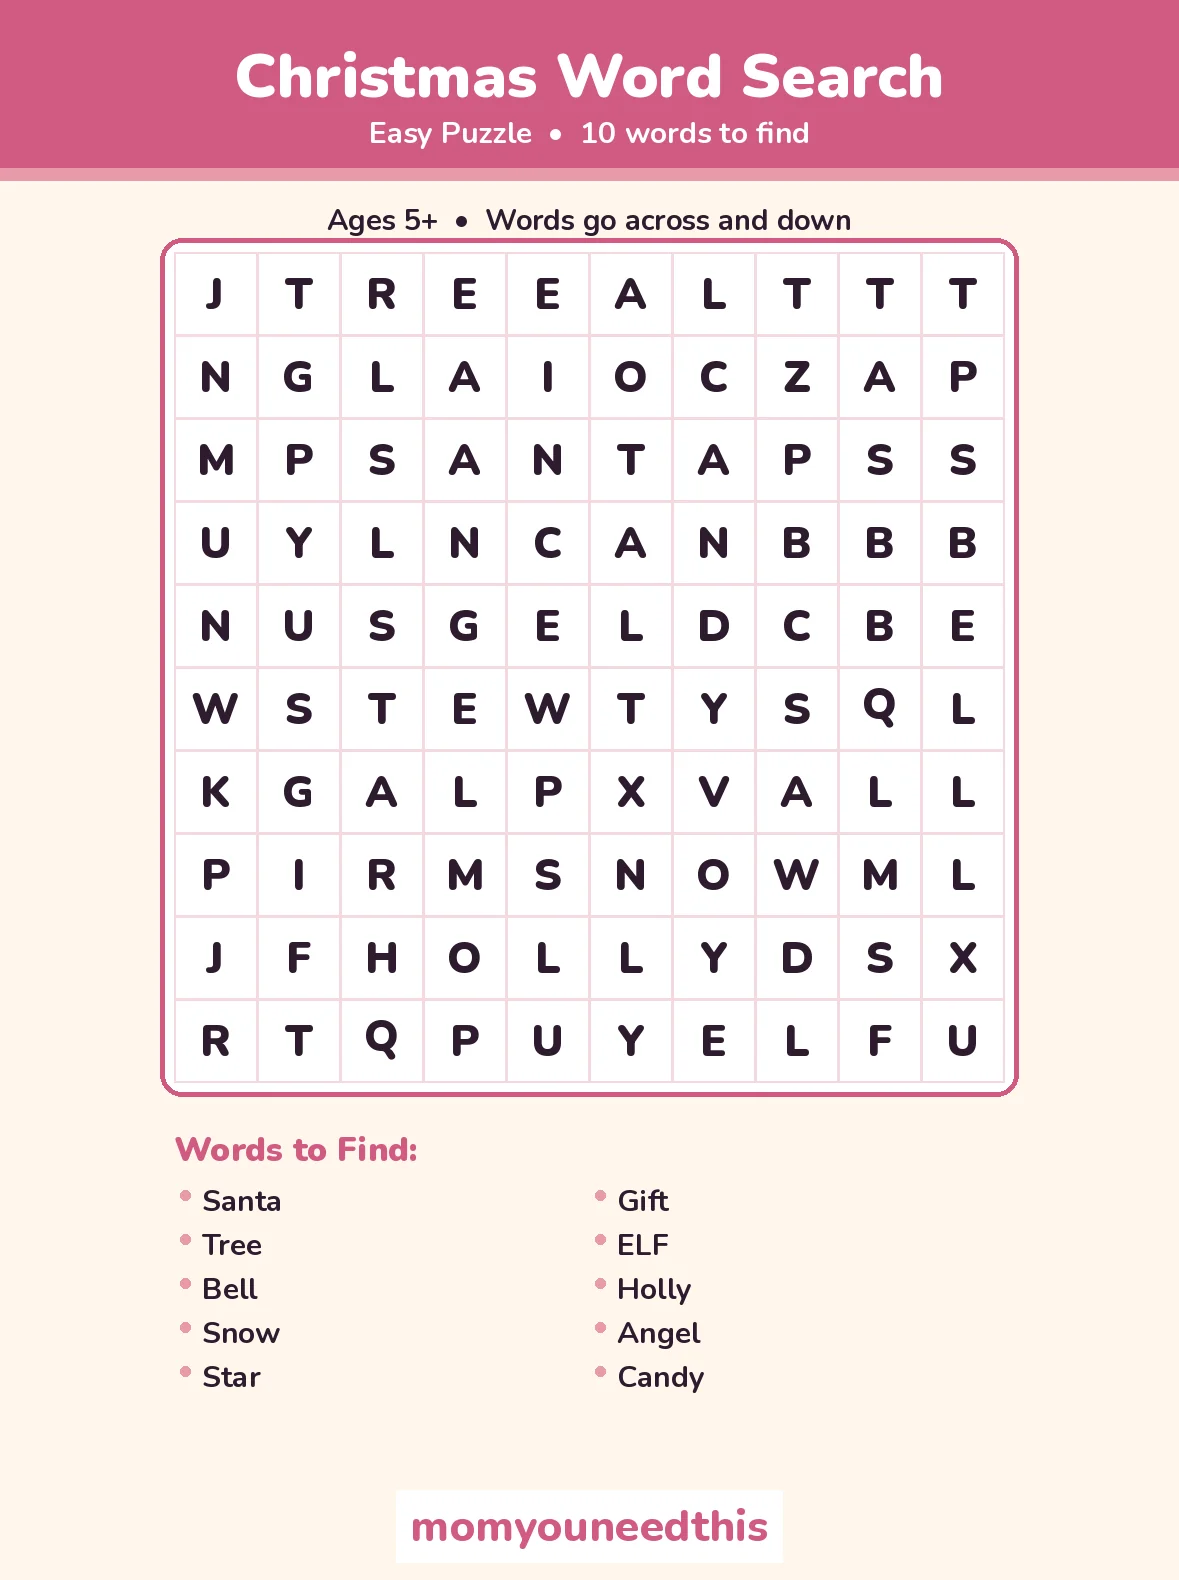 Christmas Word Search
Easy Puzzle • 10 words to find
Ages 5+ • Words go across and down
J T R E E A L T T T
N G L A I O C Z A P
M P S A N T A P S S
U Y L N C A N B B B
N U S G E L D C B E
W S T E W T Y S Q L
K G A L P X V A L L
P I R M S N O W M L
J F H O L L Y D S X
R T Q P U Y E L F U
Words to Find:
• Santa
• Tree
• Bell
• Snow
• Star
• Gift
• ELF
• Holly
• Angel
• Candy
momyouneedthis